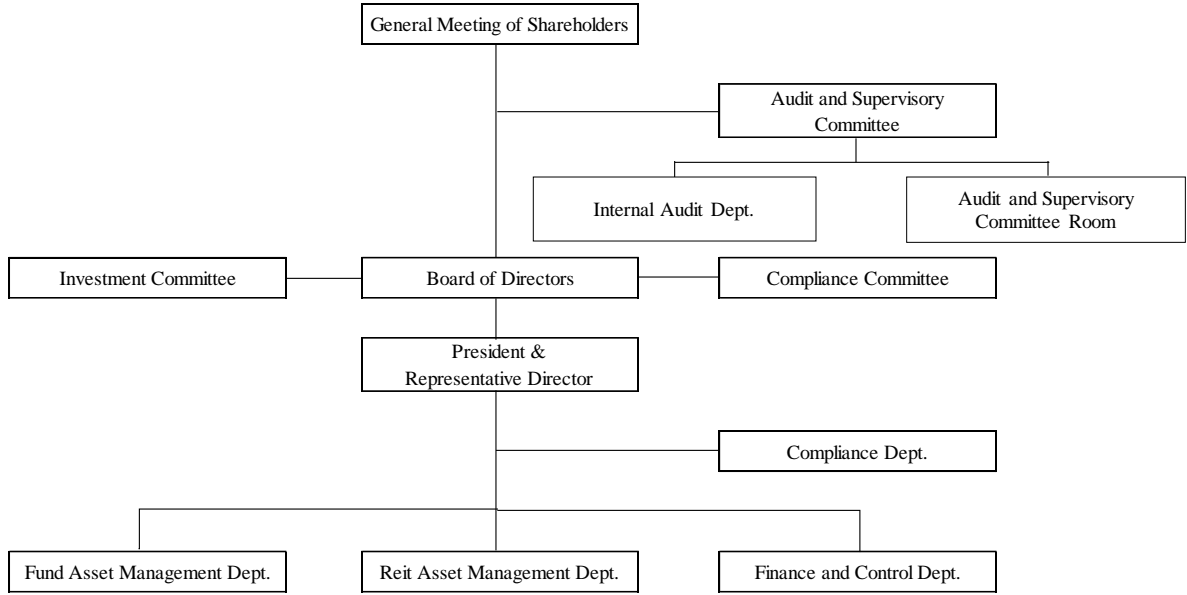 General Meeting of Shareholders
Audit and Supervisory
Committee
Internal Audit Dept.
Audit and Supervisory
Committee Room
Investment Committee
Board of Directors
Compliance Committee
President &
Representative Director
Compliance Dept.
Fund Asset Management Dept.
Reit Asset Management Dept.
Finance and Control Dept.